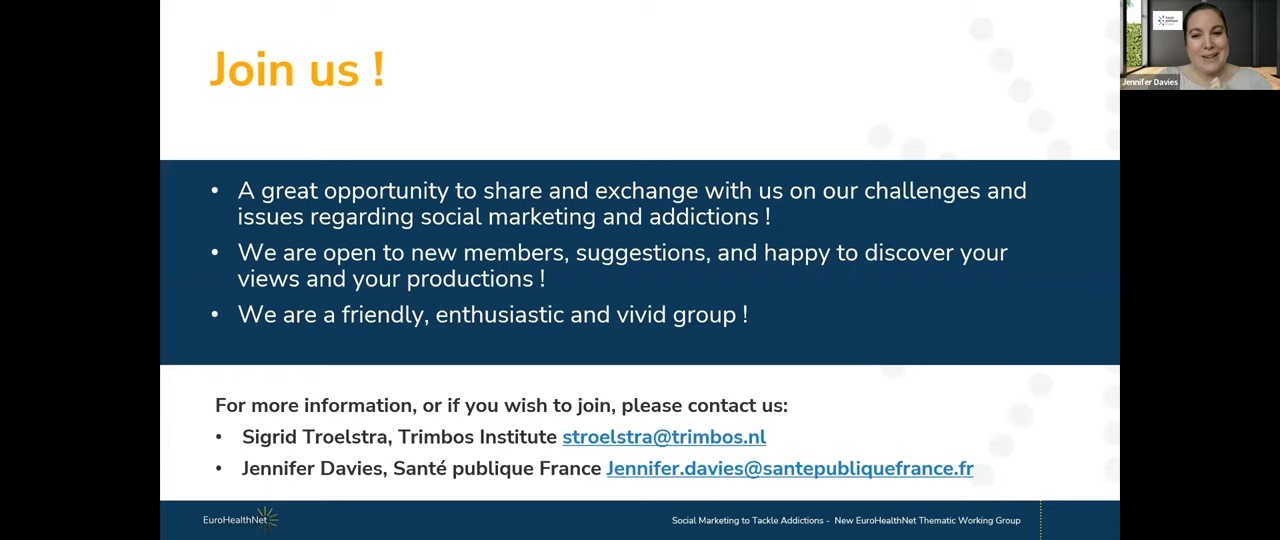 Join us !
Jennifer Davies
• A great opportunity to share and exchange with us on our challenges and
issues regarding social marketing and addictions !
• We are open to new members, suggestions, and happy to discover your
views and your productions !
• We are a friendly, enthusiastic and vivid group !
For more information, or if you wish to join, please contact us:
• Sigrid Troelstra, Trimbos Institute stroelstra@trimbos.nl
• Jennifer Davies, Santé publique France Jennifer.davies@santepubliquefrance.fr
EuroHealthNet
Social Marketing to Tackle Addictions - New EuroHealthNet Thematic Working Group